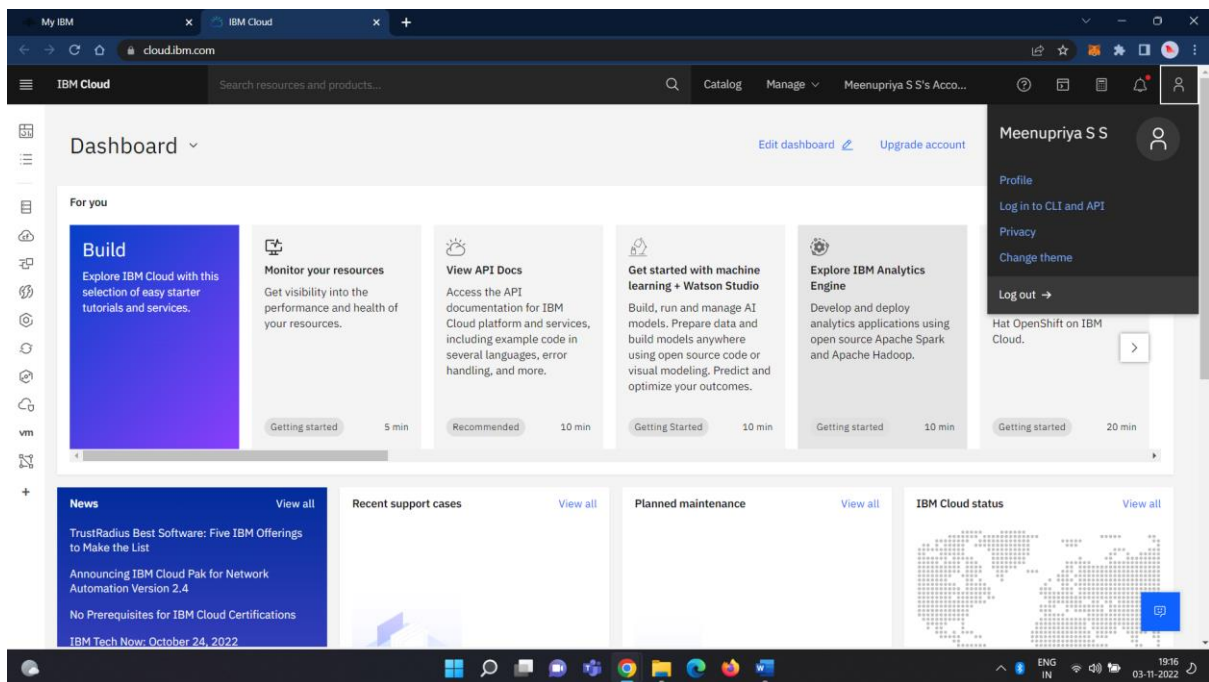 My IBM
IBM Cloud
cloud.ibm.com
IBM Cloud
Search resources and products...
Catalog
Manage
Meenupriya S S's Acco...
Dashboard
Edit dashboard
Upgrade account
Meenupriya S S
Profile
Log in to CLI and API
Privacy
Change theme
Log out →
For you
Build
Explore IBM Cloud with this
selection of easy starter
tutorials and services.
Monitor your resources
Get visibility into the
performance and health of
your resources.
Getting started
5 min
View API Docs
Access the API
documentation for IBM
Cloud platform and services,
including example code in
several languages, error
handling, and more.
Recommended
10 min
Get started with machine
learning + Watson Studio
Build, run and manage AI
models. Prepare data and
build models anywhere
using open source code or
visual modeling. Predict and
optimize your outcomes.
Getting Started
10 min
Explore IBM Analytics
Engine
Develop and deploy
analytics applications using
open source Apache Spark
and Apache Hadoop.
Getting started
10 min
Hat OpenShift on IBM
Cloud.
Getting started
20 min
vm
News
View all
TrustRadius Best Software: Five IBM Offerings
to Make the List
Announcing IBM Cloud Pak for Network
Automation Version 2.4
No Prerequisites for IBM Cloud Certifications
IBM Tech Now: October 24, 2022
Recent support cases
View all
Planned maintenance
View all
IBM Cloud status
View all
ENG
IN
19:16
03-11-2022